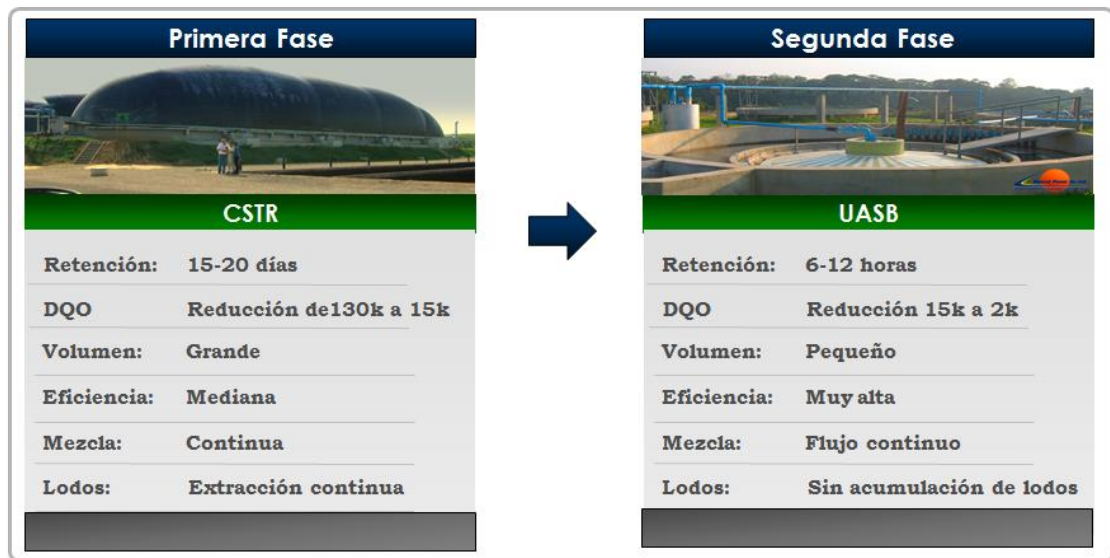 Primera Fase
CSTR
Retención: 15-20 días
DQO Reducción de130k a 15k
Volumen: Grande
Eficiencia: Mediana
Mezcla: Continua
Lodos: Extracción continua
Segunda Fase
UASB
Retención: 6-12 horas
DQO Reducción 15k a 2k
Volumen: Pequeño
Eficiencia: Muy alta
Mezcla: Flujo continuo
Lodos: Sin acumulación de lodos